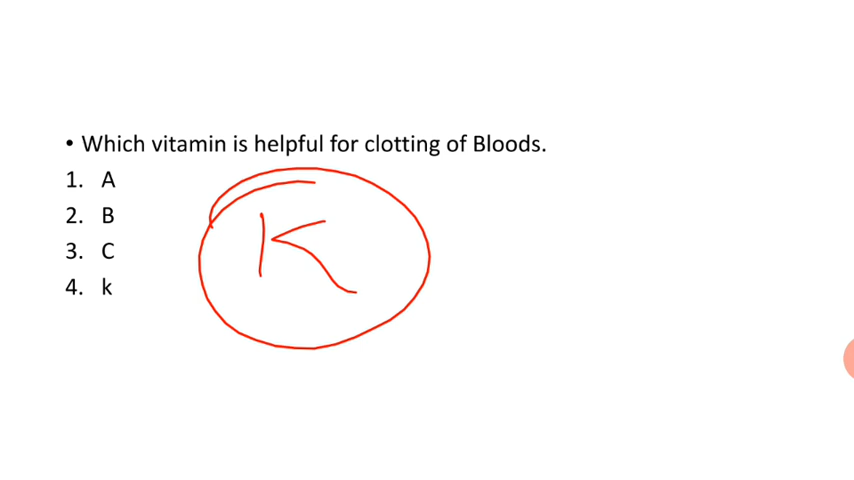 • Which vitamin is helpful for clotting of Bloods.
1. A
2. B
3. C
4. k
K